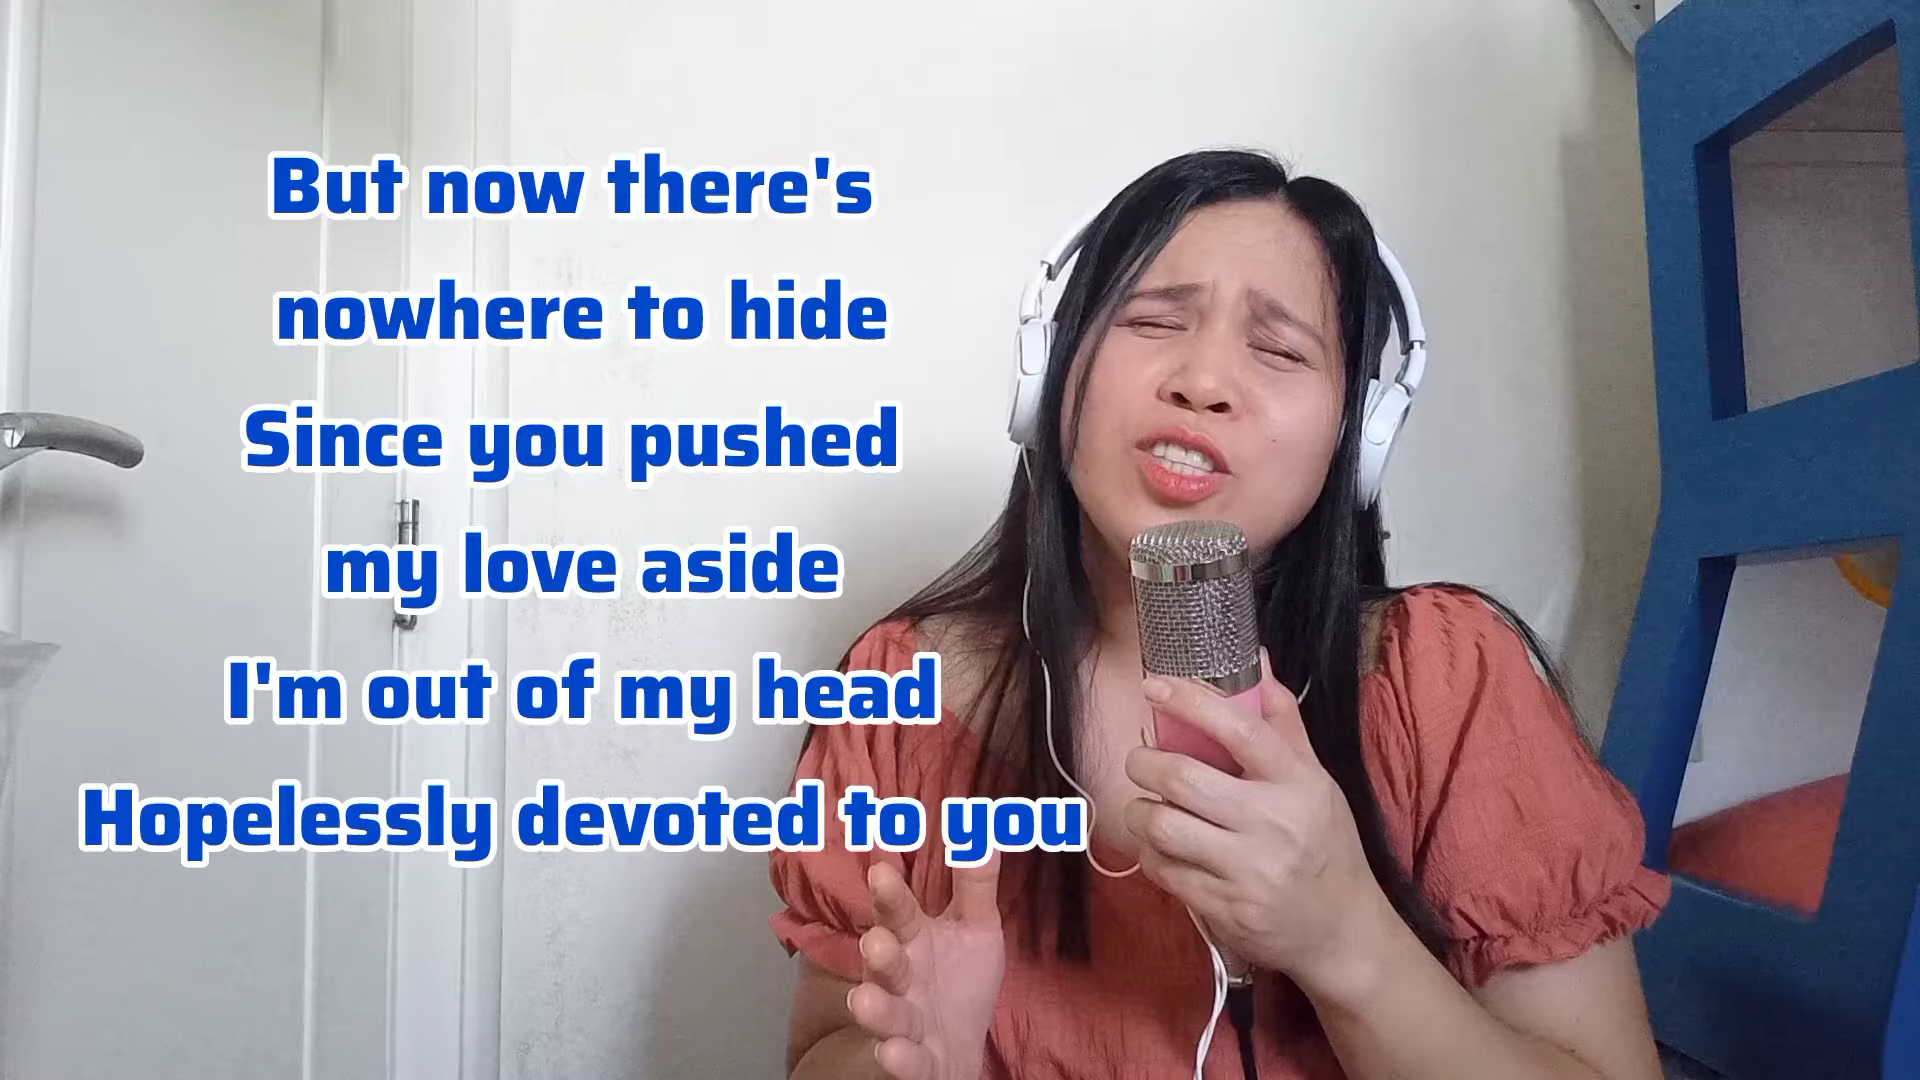 But now there's
nowhere to hide
Since you pushed
my love aside
I'm out of my head
Hopelessly devoted to you